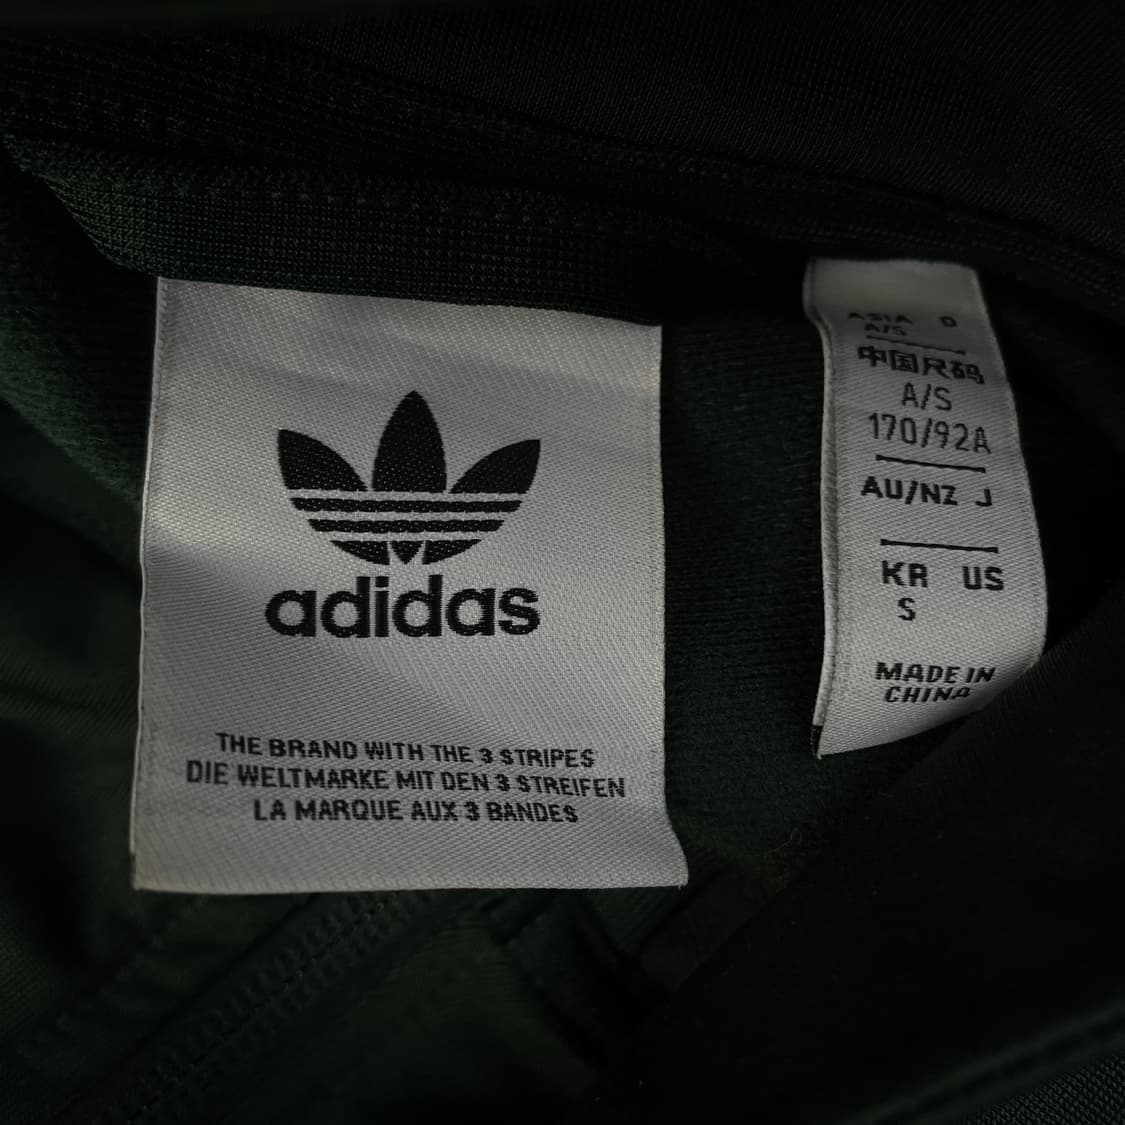 adidas
THE BRAND WITH THE 3 STRIPES
DIE WELTMARKE MIT DEN 3 STREIFEN
LA MARQUE AUX 3 BANDES
ASIA D
A/S
中国尺码
A/S
170/92A
AU/NZ J
KR US
S
MADE IN
CHINA